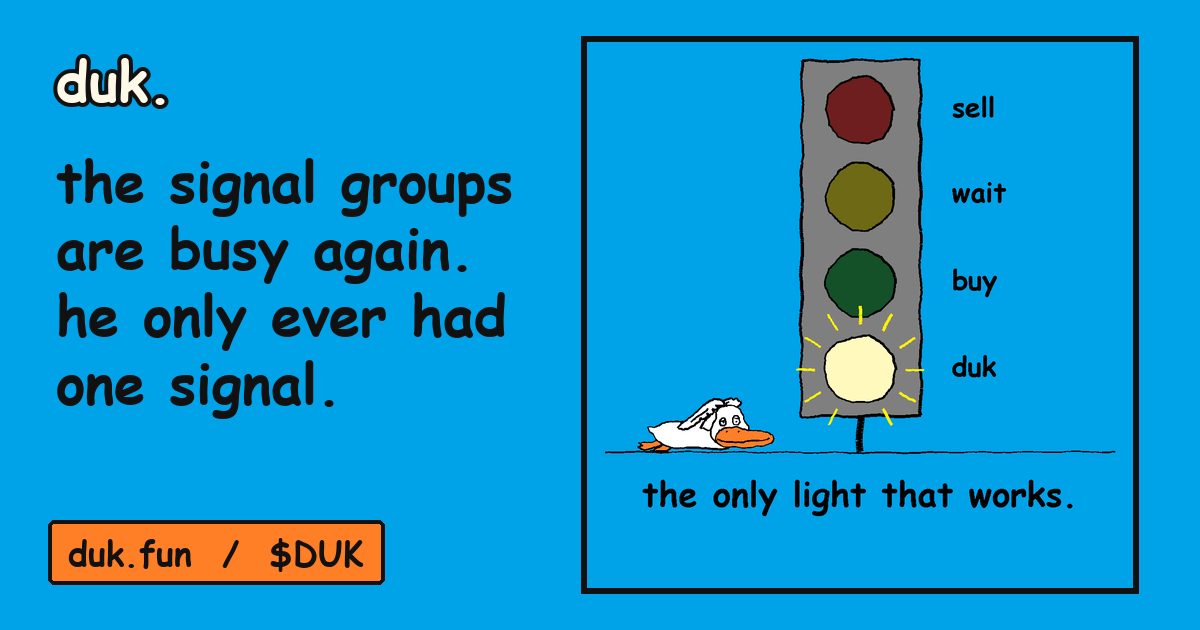 duk.
the signal groups
are busy again.
he only ever had
one signal.
duk.fun / $DUK
sell
wait
buy
duk
the only light that works.